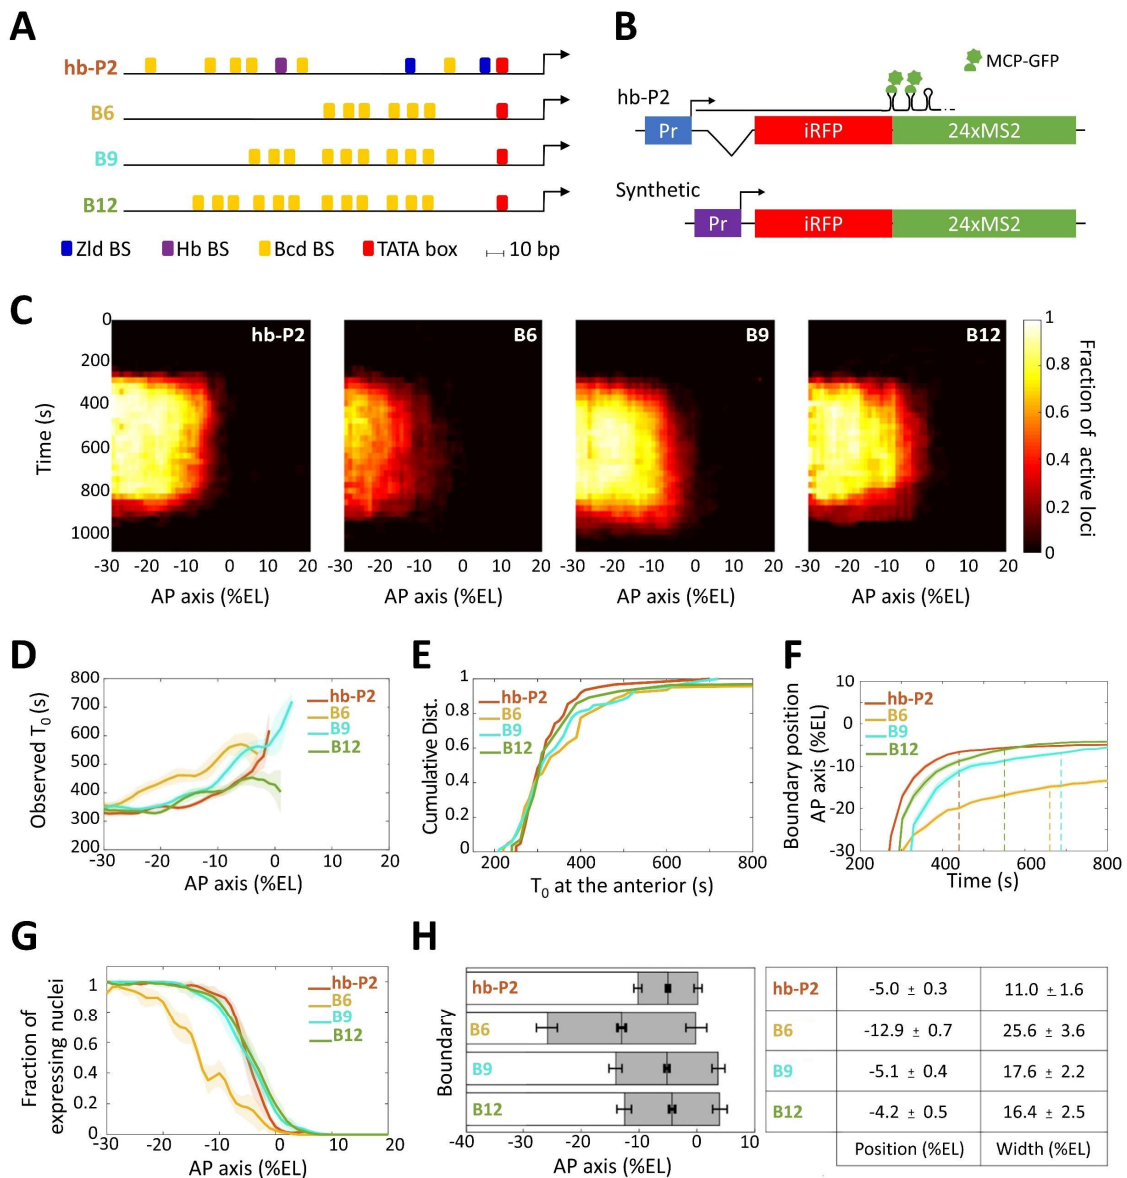 A
hb-P2
B6
B9
B12
Zld BS
Hb BS
Bcd BS
TATA box
10 bp
B
MCP-GFP
hb-P2
Pr
iRFP
24xMS2
Synthetic
Pr
iRFP
24xMS2
C
hb-P2
B6
B9
B12
0
200
400
600
800
1000
Time (s)
-30 -20 -10 0 10 20
AP axis (%EL)
-30 -20 -10 0 10 20
AP axis (%EL)
-30 -20 -10 0 10 20
AP axis (%EL)
-30 -20 -10 0 10 20
AP axis (%EL)
1
0.8
0.6
0.4
0.2
0
Fraction of active loci
D
Observed T0 (s)
800
700
600
500
400
300
200
hb-P2
B6
B9
B12
-30 -20 -10 0 10 20
AP axis (%EL)
E
Cumulative Dist.
1
0.8
0.6
0.4
0.2
0
hb-P2
B6
B9
B12
200 400 600 800
T0 at the anterior (s)
F
Boundary position
AP axis (%EL)
10
0
-10
-20
-30
hb-P2
B6
B9
B12
200 400 600 800
Time (s)
G
Fraction of
expressing nuclei
1
0.8
0.6
0.4
0.2
0
hb-P2
B6
B9
B12
-30 -20 -10 0 10 20
AP axis (%EL)
H
Boundary
hb-P2
B6
B9
B12
-40 -30 -20 -10 0 10
AP axis (%EL)
hb-P2 -5.0 ± 0.3 11.0 ± 1.6
B6 -12.9 ± 0.7 25.6 ± 3.6
B9 -5.1 ± 0.4 17.6 ± 2.2
B12 -4.2 ± 0.5 16.4 ± 2.5
Position (%EL) Width (%EL)